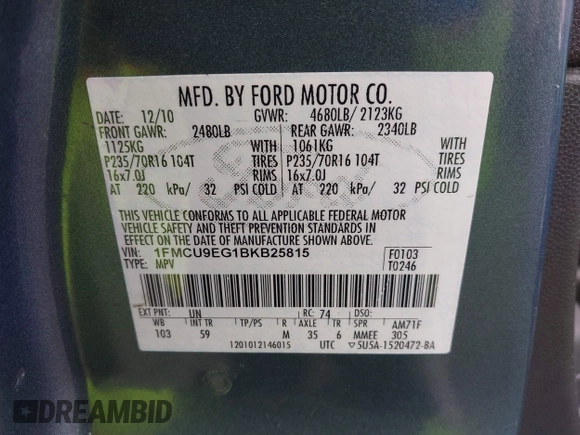 MFD. BY FORD MOTOR CO.
DATE: 12/10 GVWR: 4680LB/ 2123KG
FRONT GAWR: 2480LB REAR GAWR: 2340LB
1125KG WITH 1061KG WITH
P235/70R16 104T TIRES P235/70R16 104T TIRES
16x7.0J RIMS 16x7.0J RIMS
AT 220 kPa/ 32 PSI COLD AT 220 kPa/ 32 PSI COLD
THIS VEHICLE CONFORMS TO ALL APPLICABLE FEDERAL MOTOR
VEHICLE SAFETY AND THEFT PREVENTION STANDARDS IN
EFFECT ON THE DATE OF MANUFACTURE SHOWN ABOVE.
VIN: 1FMCU9EG1BKB25815 F0103
TYPE: MPV T0246
EXT PNT: UN RC: 74 DSO:
WB INT TR TP/PS R AXLE TR SPR AM71F
103 59 M 35 6 MMEE 305
1201012146015 UTC 5U5A-1520472-BA
DREAMBID